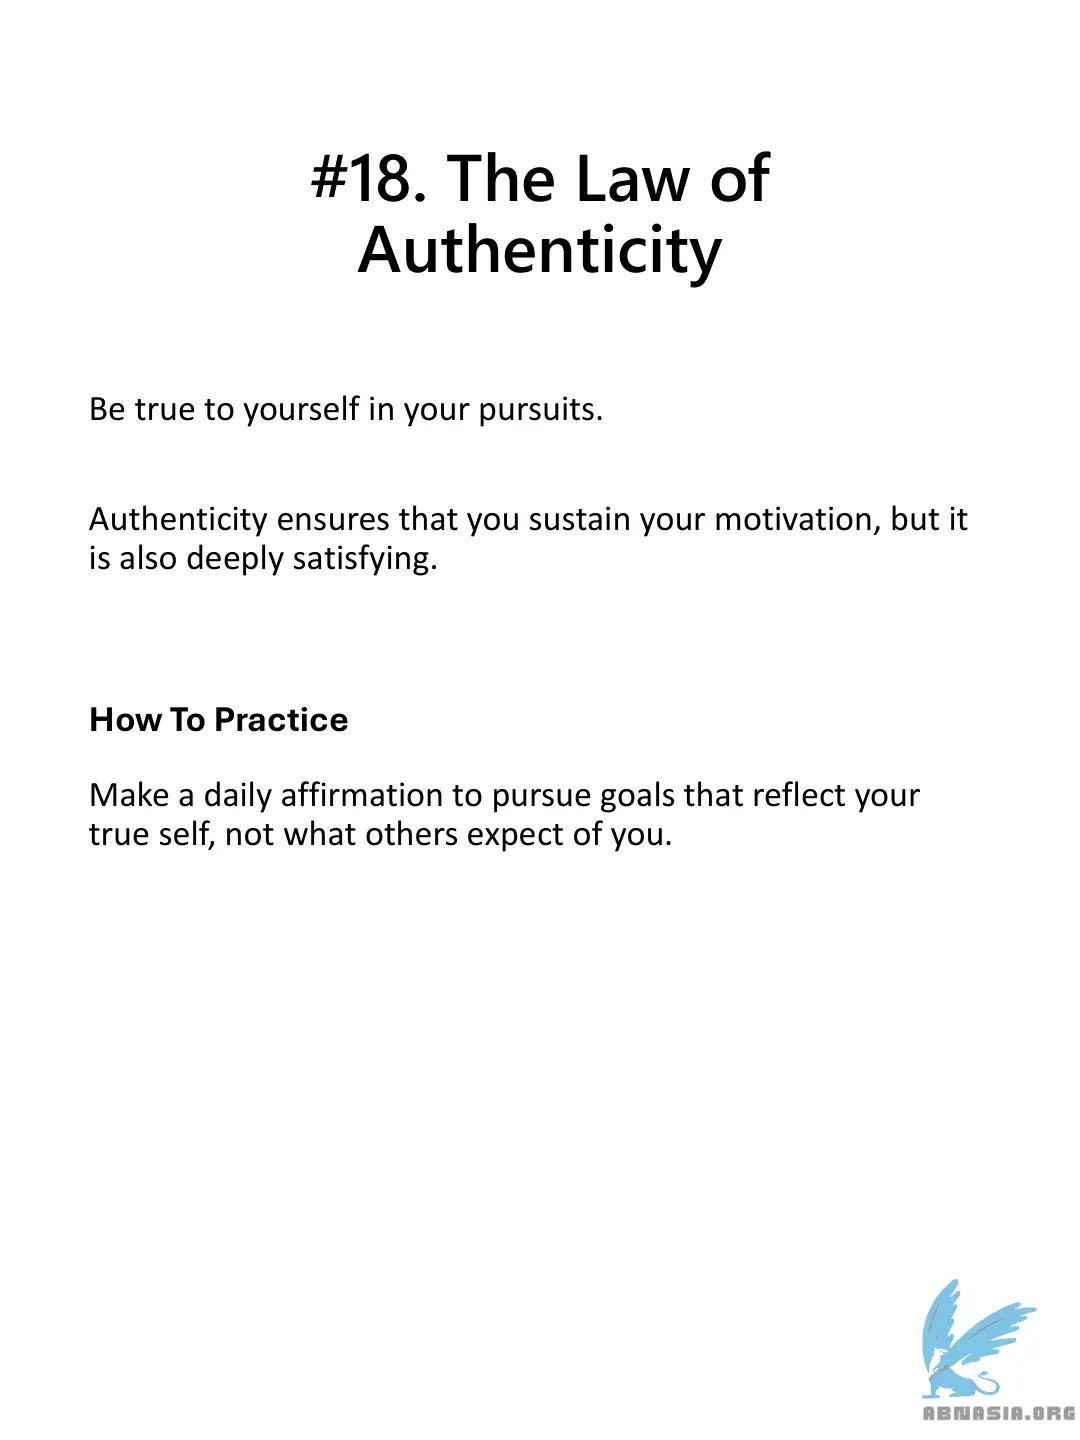 #18. The Law of
Authenticity
Be true to yourself in your pursuits.
Authenticity ensures that you sustain your motivation, but it
is also deeply satisfying.
How To Practice
Make a daily affirmation to pursue goals that reflect your
true self, not what others expect of you.
ABNASIA.ORG